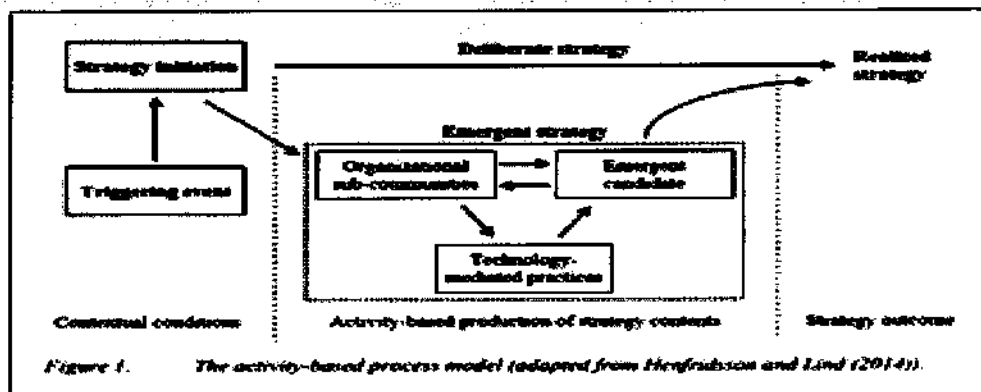 Strategy initiation
Deliberate strategy
Realized
strategy
Emergent strategy
Organizational
sub-communities
Emergent
candidate
Triggering event
Technology-
mediated practices
Contextual conditions
Activity-based production of strategy contents
Strategy outcome
Figure 1. The activity-based process model (adapted from Henfridsson and Lind (2014)).